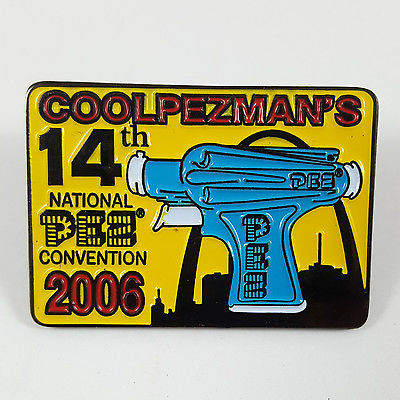 COOLPEZMAN'S
14th
NATIONAL
PEZ®
CONVENTION
2006
PEZ®
PEZ